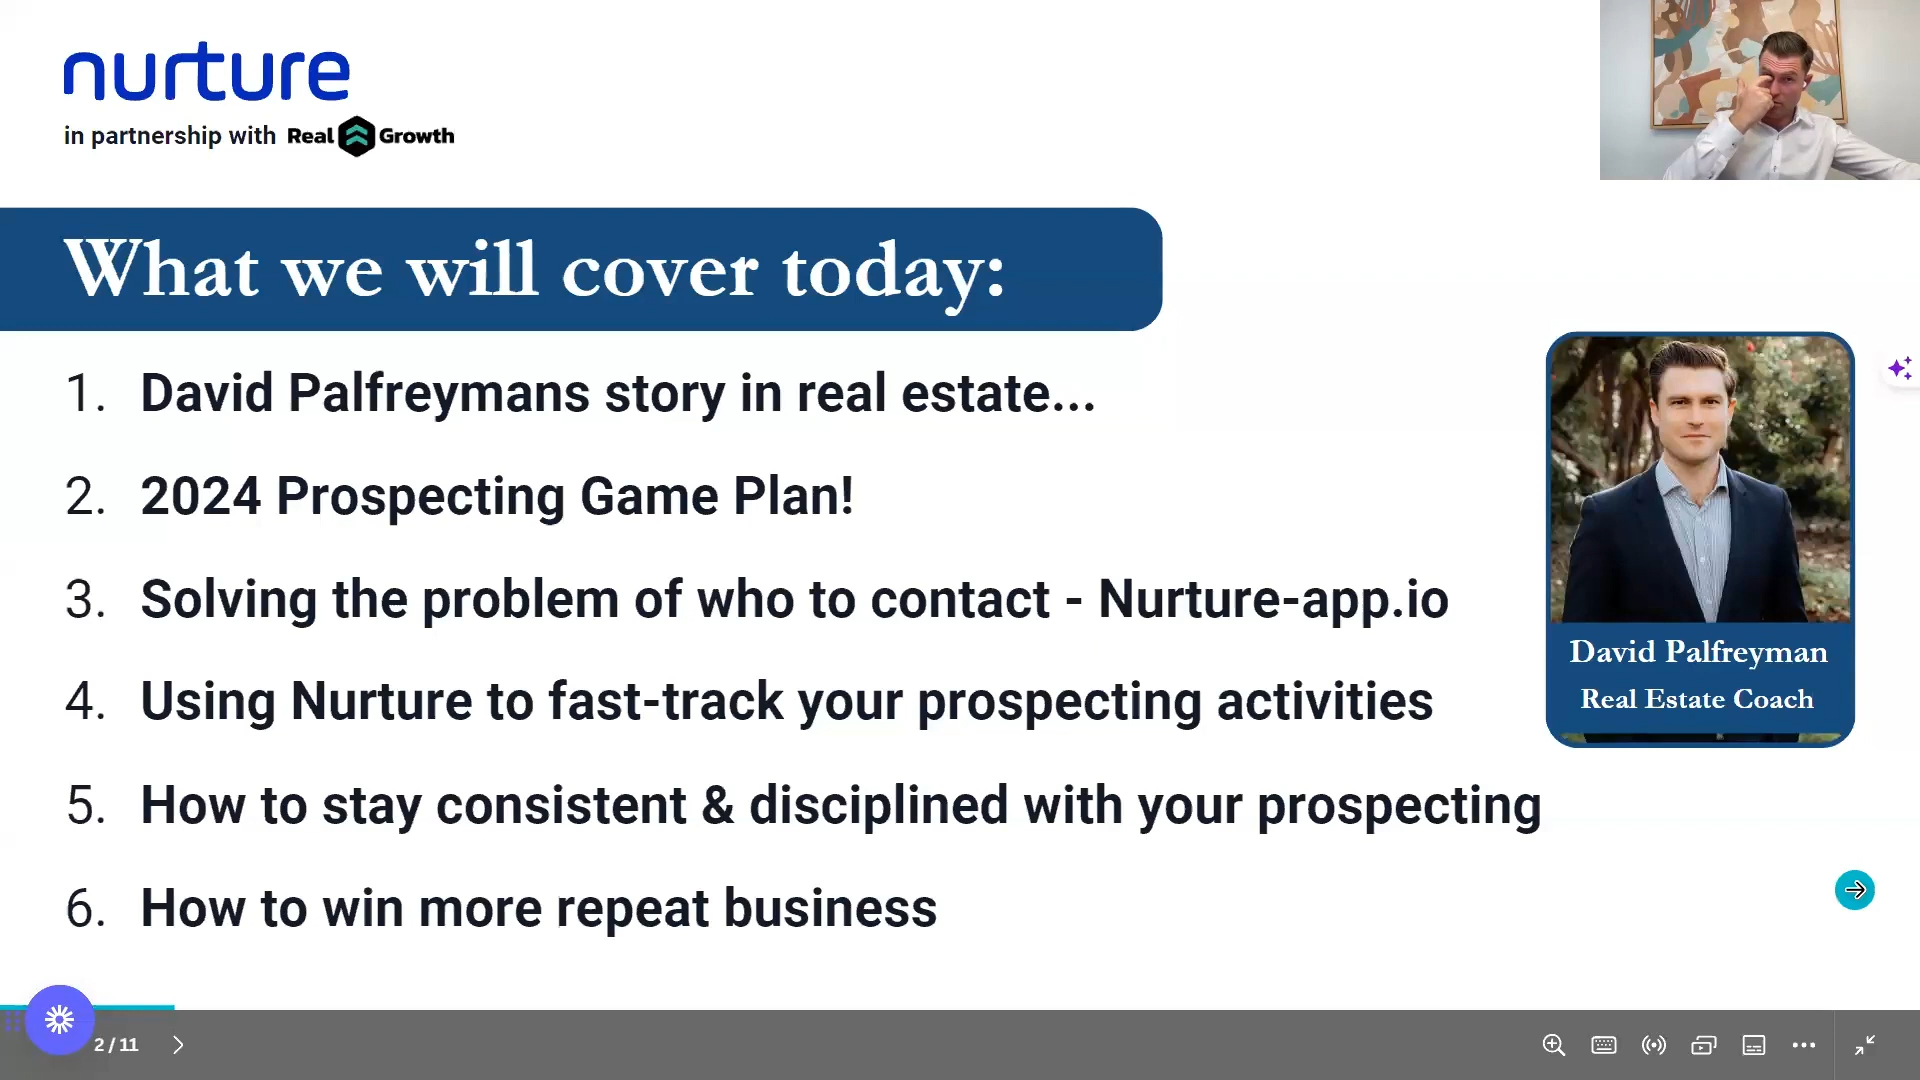 nurture
in partnership with Real Growth
What we will cover today:
1. David Palfreymans story in real estate...
2. 2024 Prospecting Game Plan!
3. Solving the problem of who to contact - Nurture-app.io
4. Using Nurture to fast-track your prospecting activities
5. How to stay consistent & disciplined with your prospecting
6. How to win more repeat business
David Palfreyman
Real Estate Coach
2 / 11